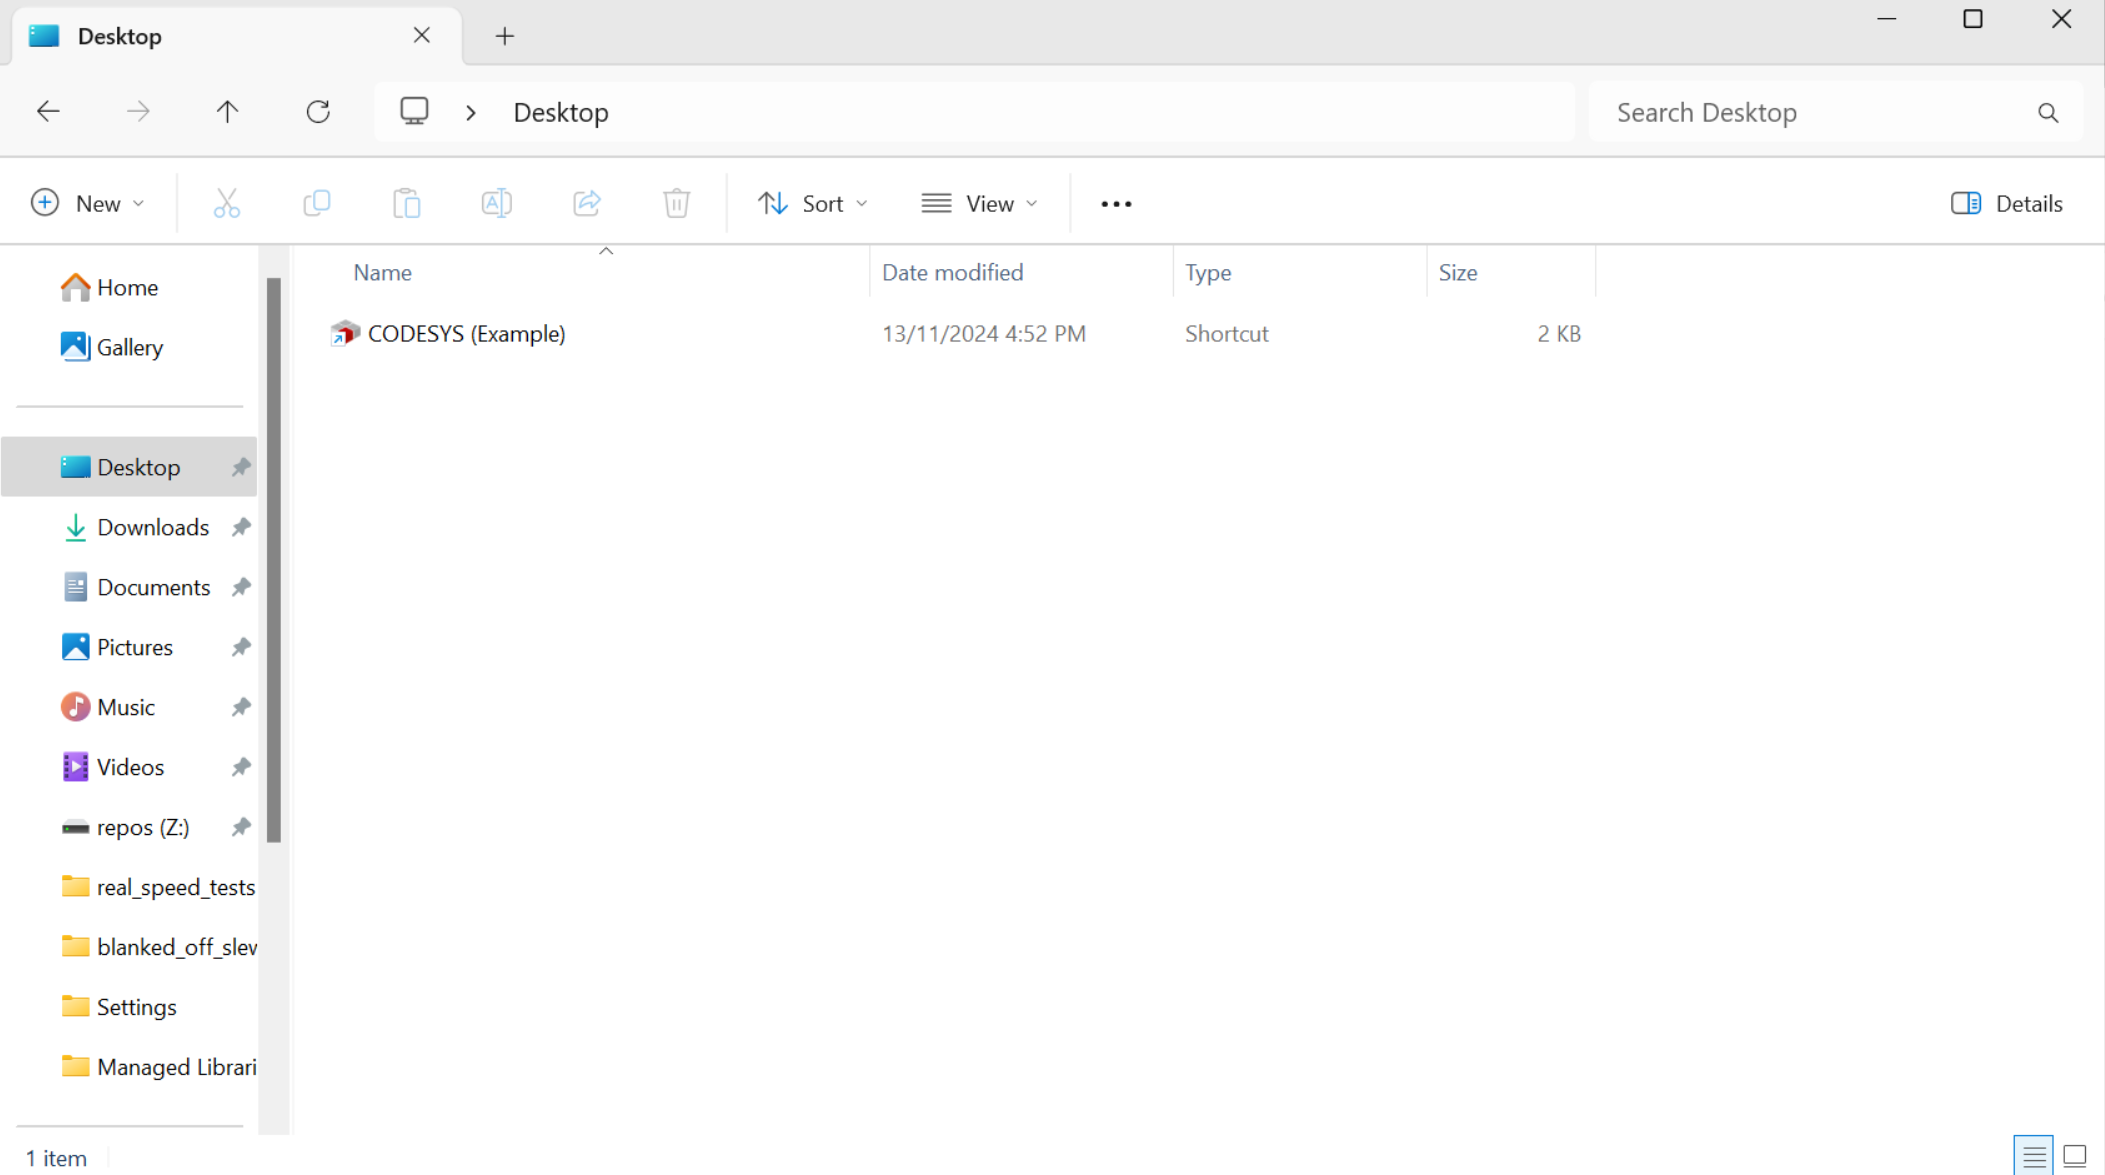 Desktop
Desktop
Search Desktop
New
Sort
View
Details
Name
Date modified
Type
Size
CODESYS (Example)
13/11/2024 4:52 PM
Shortcut
2 KB
Home
Gallery
Desktop
Downloads
Documents
Pictures
Music
Videos
repos (Z:)
real_speed_tests
blanked_off_slew
Settings
Managed Librari
1 item